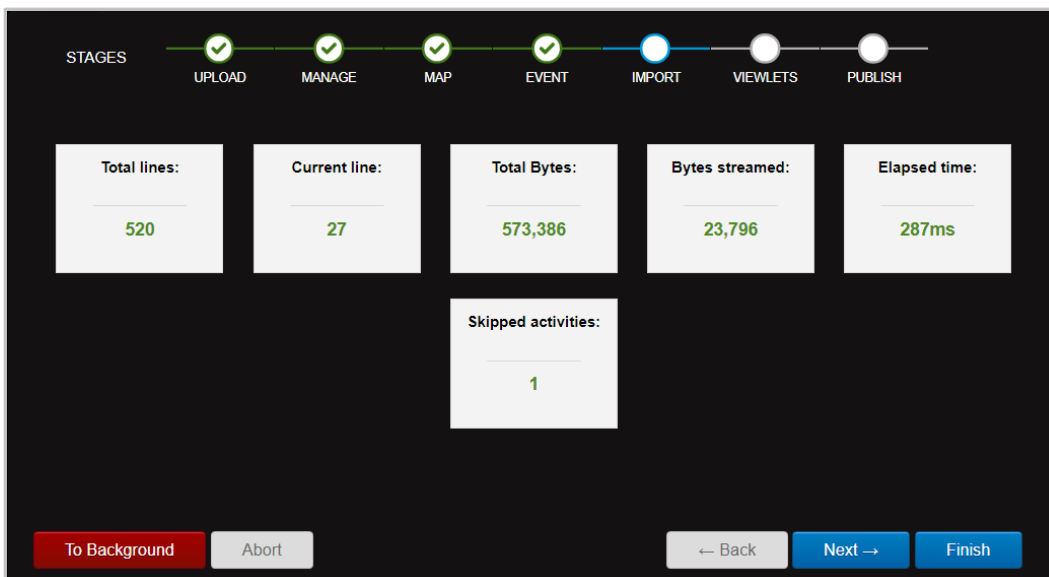 STAGES
UPLOAD MANAGE MAP EVENT IMPORT VIEWLETS PUBLISH
Total lines: Current line: Total Bytes: Bytes streamed: Elapsed time:
520 27 573,386 23,796 287ms
Skipped activities:
1
To Background Abort ← Back Next → Finish